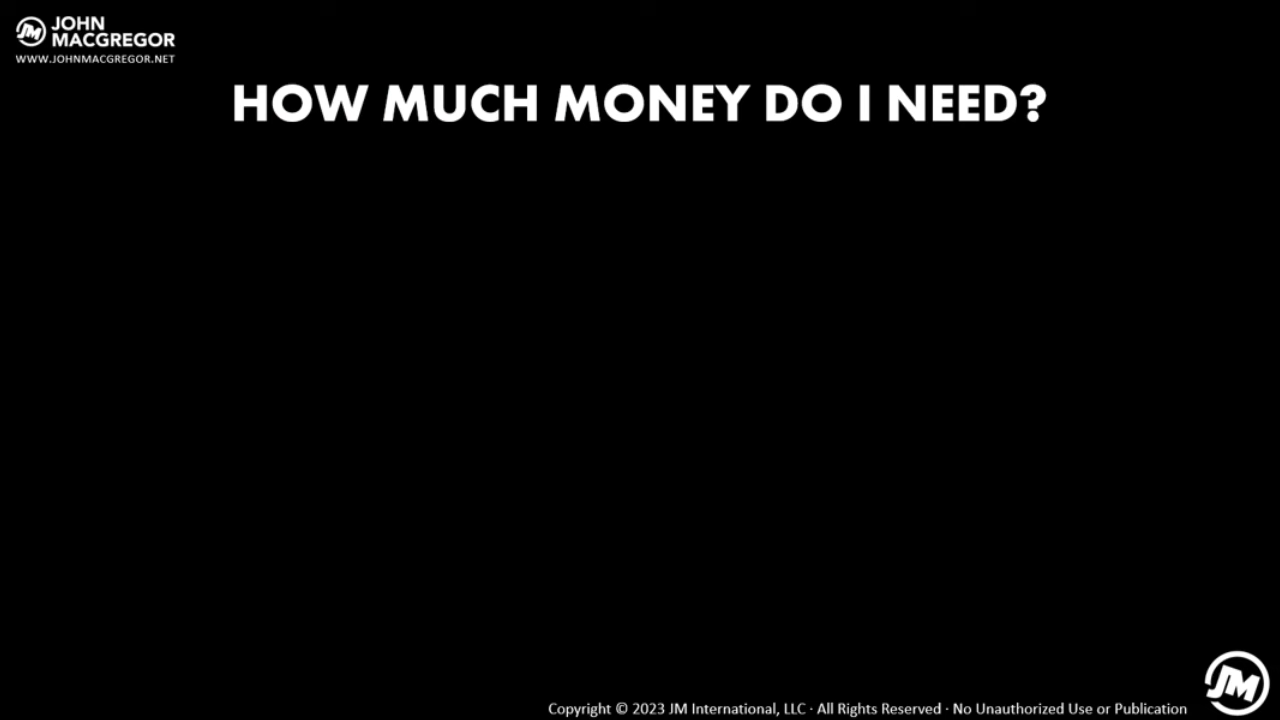 JM JOHN
MACGREGOR
WWW.JOHNMACGREGOR.NET
HOW MUCH MONEY DO I NEED?
JM
Copyright © 2023 JM International, LLC · All Rights Reserved · No Unauthorized Use or Publication